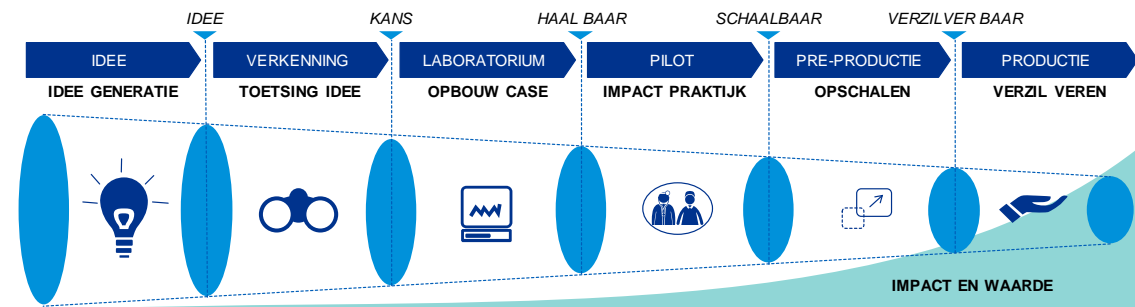 IDEE KANS HAAL BAAR SCHAALBAAR VERZILVER BAAR
IDEE VERKENNING LABORATORIUM PILOT PRE-PRODUCTIE PRODUCTIE
IDEE GENERATIE TOETSING IDEE OPBOUW CASE IMPACT PRAKTIJK OPSCHALEN VERZIL VEREN
IMPACT EN WAARDE